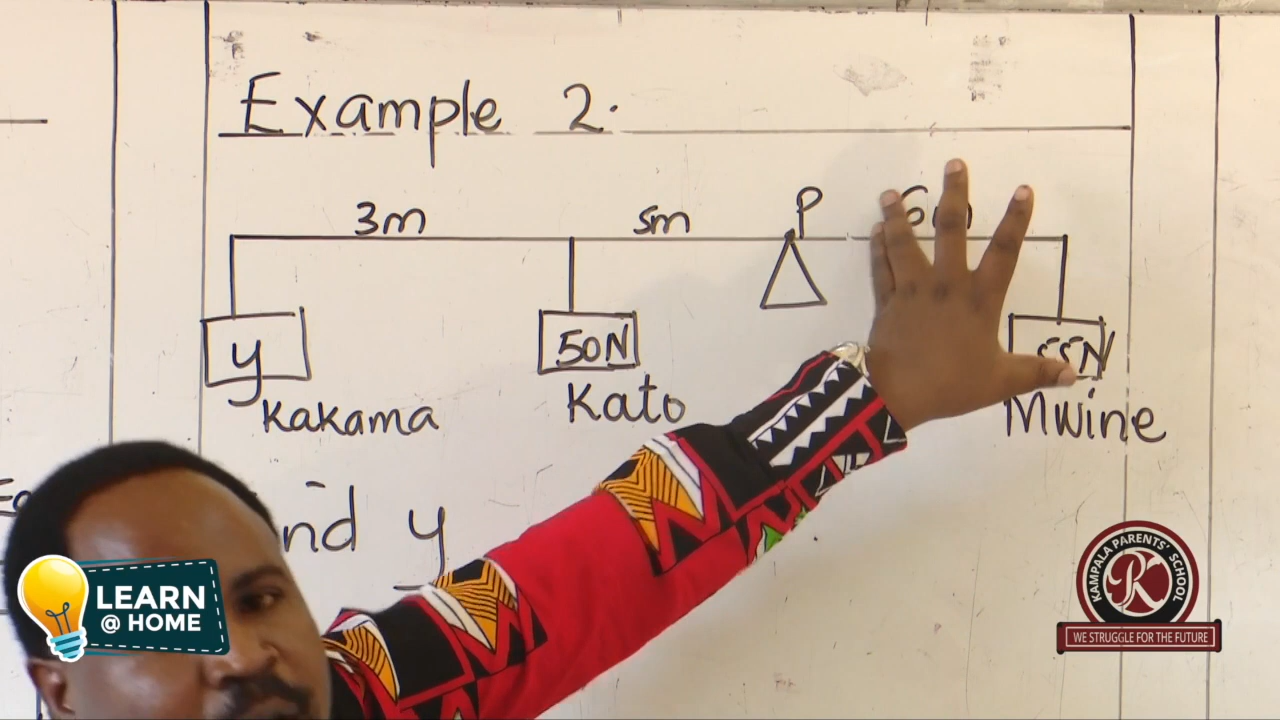 Example 2.
3m 5m P
y 50N 55N
Kakama Kato Mwine
nd y
LEARN
@ HOME
KAMPALA PARENTS' SCHOOL
K
WE STRUGGLE FOR THE FUTURE